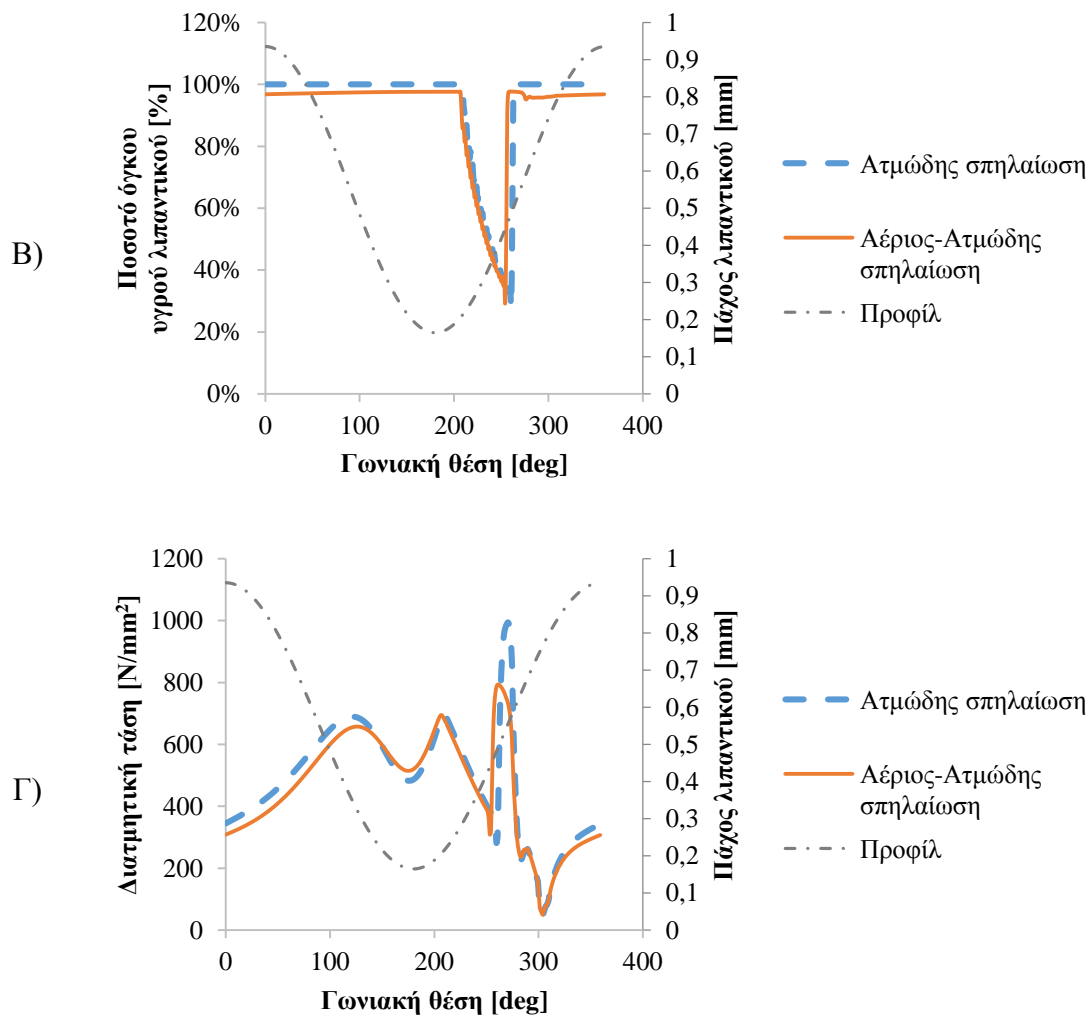 Β)
Ποσοτό όγκου
υγρού λιπαντικού [%]
120%
100%
80%
60%
40%
20%
0%
0
100
200
300
400
Γωνιακή θέση [deg]
1
0,9
0,8
0,7
0,6
0,5
0,4
0,3
0,2
0,1
0
Πάχος λιπαντικού [mm]
Ατμώδης σπηλαίωση
Αέριος-Ατμώδης
σπηλαίωση
Προφίλ
Γ)
Διατμητική τάση [N/mm²]
1200
1000
800
600
400
200
0
0
100
200
300
400
Γωνιακή θέση [deg]
1
0,9
0,8
0,7
0,6
0,5
0,4
0,3
0,2
0,1
0
Πάχος λιπαντικού [mm]
Ατμώδης σπηλαίωση
Αέριος-Ατμώδης
σπηλαίωση
Προφίλ